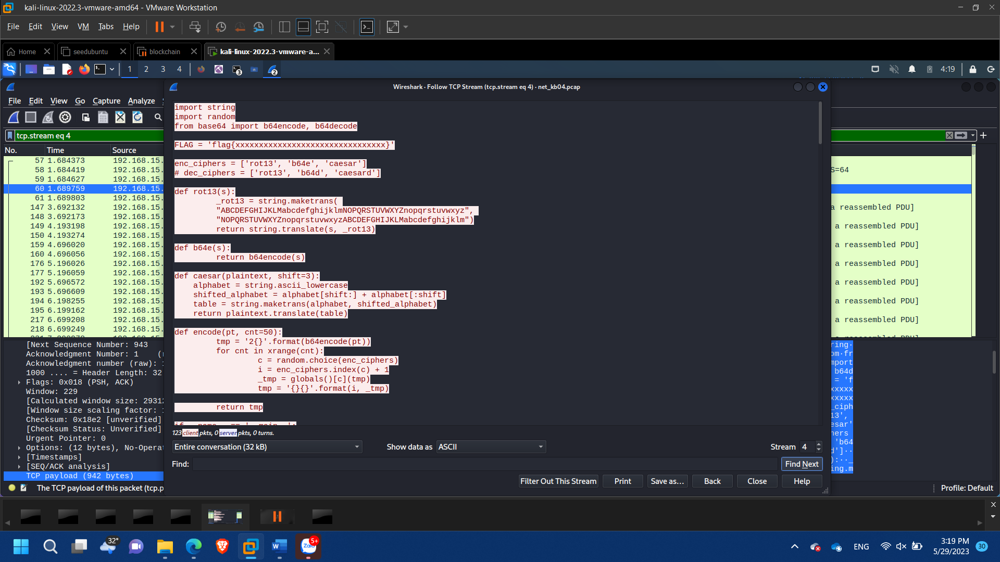 kali-linux-2022.3-vmware-amd64 - VMware Workstation
File Edit View VM Tabs Help
Home seedubuntu blockchain kali-linux-2022.3-vmware-a...
1 2 3 4 3 2 4:19
Wireshark · Follow TCP Stream (tcp.stream eq 4) · net_kb04.pcap
File Edit View Go Capture Analyze
tcp.stream eq 4
No. Time Source
57 1.684373 192.168.15.
58 1.684419 192.168.15.
59 1.684627 192.168.15.
60 1.689759 192.168.15.
61 1.689803 192.168.15.
147 3.692132 192.168.15.
148 3.692173 192.168.15.
149 4.193198 192.168.15.
150 4.193274 192.168.15.
159 4.696020 192.168.15.
160 4.696056 192.168.15.
176 5.196026 192.168.15.
177 5.196059 192.168.15.
192 5.696572 192.168.15.
193 5.696609 192.168.15.
194 6.198255 192.168.15.
195 6.199162 192.168.15.
217 6.699208 192.168.15.
218 6.699249 192.168.15.
[Next Sequence Number: 943
Acknowledgment Number: 1
Acknowledgment number (raw):
1000 .... = Header Length: 32
Flags: 0x018 (PSH, ACK)
Window: 229
[Calculated window size: 29312
[Window size scaling factor:
Checksum: 0x18e2 [unverified]
[Checksum Status: Unverified]
Urgent Pointer: 0
Options: (12 bytes), No-Operat
[Timestamps]
[SEQ/ACK analysis]
TCP payload (942 bytes)
The TCP payload of this packet (tcp.p
import string
import random
from base64 import b64encode, b64decode
FLAG = 'flag{xxxxxxxxxxxxxxxxxxxxxxxxxxxxxxxx}'
enc_ciphers = ['rot13', 'b64e', 'caesar']
# dec_ciphers = ['rot13', 'b64d', 'caesard']
def rot13(s):
_rot13 = string.maketrans(
"ABCDEFGHIJKLMabcdefghijklmNOPQRSTUVWXYZnopqrstuvwxyz",
"NOPQRSTUVWXYZnopqrstuvwxyzABCDEFGHIJKLMabcdefghijklm")
return string.translate(s, _rot13)
def b64e(s):
return b64encode(s)
def caesar(plaintext, shift=3):
alphabet = string.ascii_lowercase
shifted_alphabet = alphabet[shift:] + alphabet[:shift]
table = string.maketrans(alphabet, shifted_alphabet)
return plaintext.translate(table)
def encode(pt, cnt=50):
tmp = '2{}'.format(b64encode(pt))
for cnt in xrange(cnt):
c = random.choice(enc_ciphers)
i = enc_ciphers.index(c) + 1
_tmp = globals()[c](tmp)
tmp = '{}{}'.format(i, _tmp)
return tmp
if __name__ == '__main__':
123 client pkts, 0 server pkts, 0 turns.
Entire conversation (32 kB) Show data as ASCII Stream 4
Find: Find Next
Filter Out This Stream Print Save as... Back Close Help
S=64
a reassembled PDU]
a reassembled PDU]
a reassembled PDU]
a reassembled PDU]
a reassembled PDU]
a reassembled PDU]
a reassembled PDU]
ring·
om·fr
mport
b64d
= 'f
xxxxx
xxxxx
_ciph
13',
esar'
hers
'b64
d']··
):··_
ing.m
Profile: Default
32°
5+
Zalo
ENG
3:19 PM
5/29/2023
30